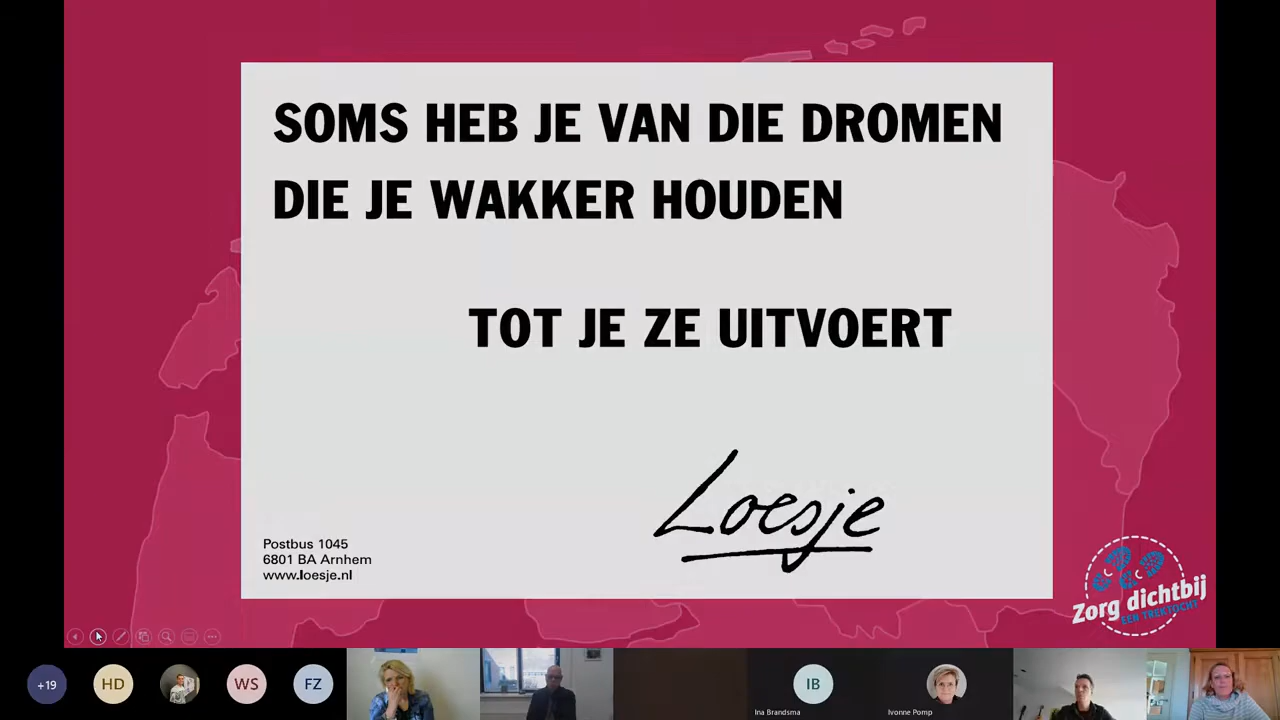 SOMS HEB JE VAN DIE DROMEN
DIE JE WAKKER HOUDEN
TOT JE ZE UITVOERT
Loesje
Postbus 1045
6801 BA Arnhem
www.loesje.nl
Zorg dichtbij
EEN TREKTOCHT
+19
HD
WS
FZ
IB
Ina Brandsma
Ivonne Pomp